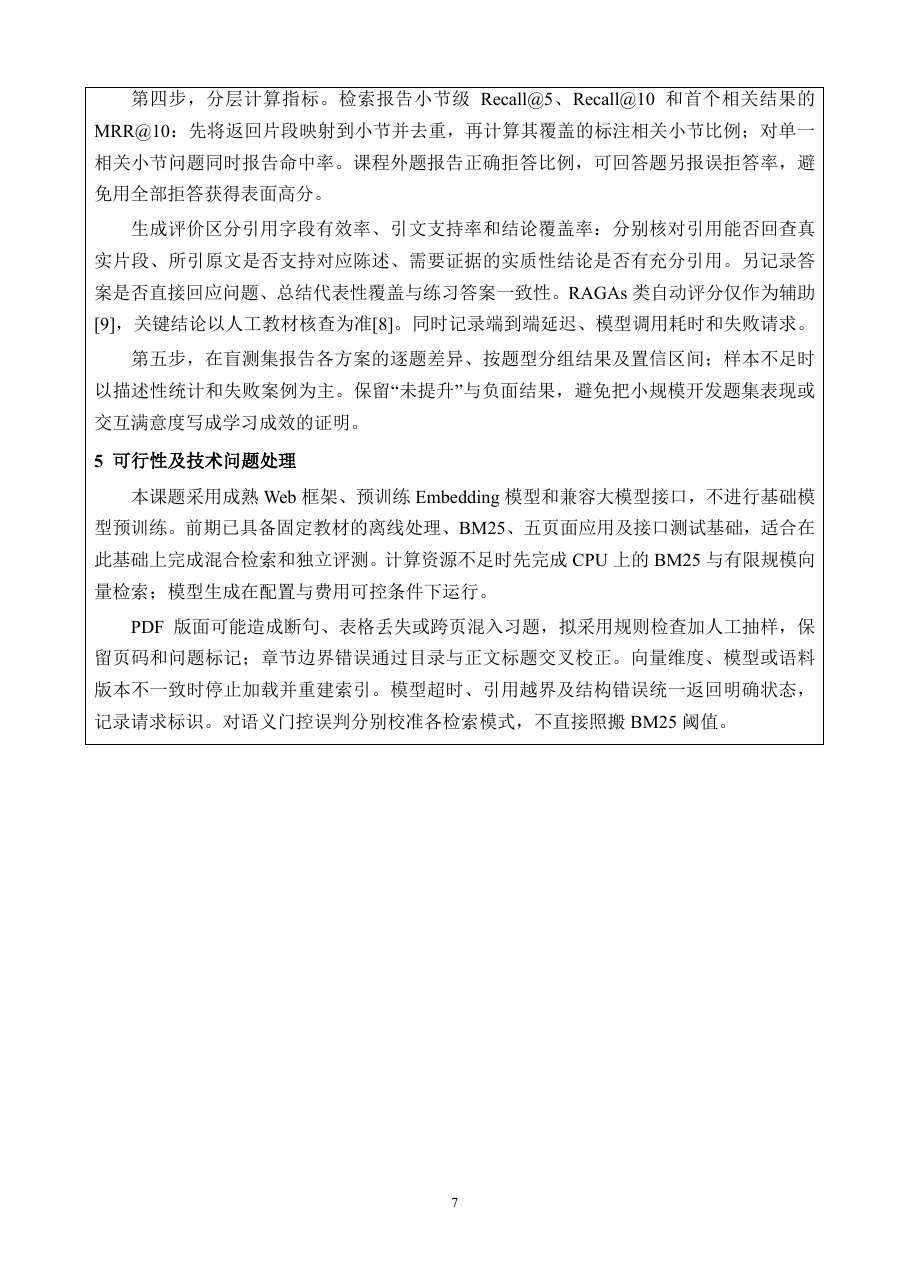 第四步，分层计算指标。检索报告小节级 Recall@5、Recall@10 和首个相关结果的
MRR@10：先将返回片段映射到小节并去重，再计算其覆盖的标注相关小节比例；对单一
相关小节问题同时报告命中率。课程外题报告正确拒答比例，可回答题另报误拒答率，避
免用全部拒答获得表面高分。
生成评价区分引用字段有效率、引文支持率和结论覆盖率：分别核对引用能否回查真
实片段、所引原文是否支持对应陈述、需要证据的实质性结论是否有充分引用。另记录答
案是否直接回应问题、总结代表性覆盖与练习答案一致性。RAGAs 类自动评分仅作为辅助
[9]，关键结论以人工教材核查为准[8]。同时记录端到端延迟、模型调用耗时和失败请求。
第五步，在盲测集报告各方案的逐题差异、按题型分组结果及置信区间；样本不足时
以描述性统计和失败案例为主。保留“未提升”与负面结果，避免把小规模开发题集表现或
交互满意度写成学习成效的证明。
5 可行性及技术问题处理
本课题采用成熟 Web 框架、预训练 Embedding 模型和兼容大模型接口，不进行基础模
型预训练。前期已具备固定教材的离线处理、BM25、五页面应用及接口测试基础，适合在
此基础上完成混合检索和独立评测。计算资源不足时先完成 CPU 上的 BM25 与有限规模向
量检索；模型生成在配置与费用可控条件下运行。
PDF 版面可能造成断句、表格丢失或跨页混入习题，拟采用规则检查加人工抽样，保
留页码和问题标记；章节边界错误通过目录与正文标题交叉校正。向量维度、模型或语料
版本不一致时停止加载并重建索引。模型超时、引用越界及结构错误统一返回明确状态，
记录请求标识。对语义门控误判分别校准各检索模式，不直接照搬 BM25 阈值。
7